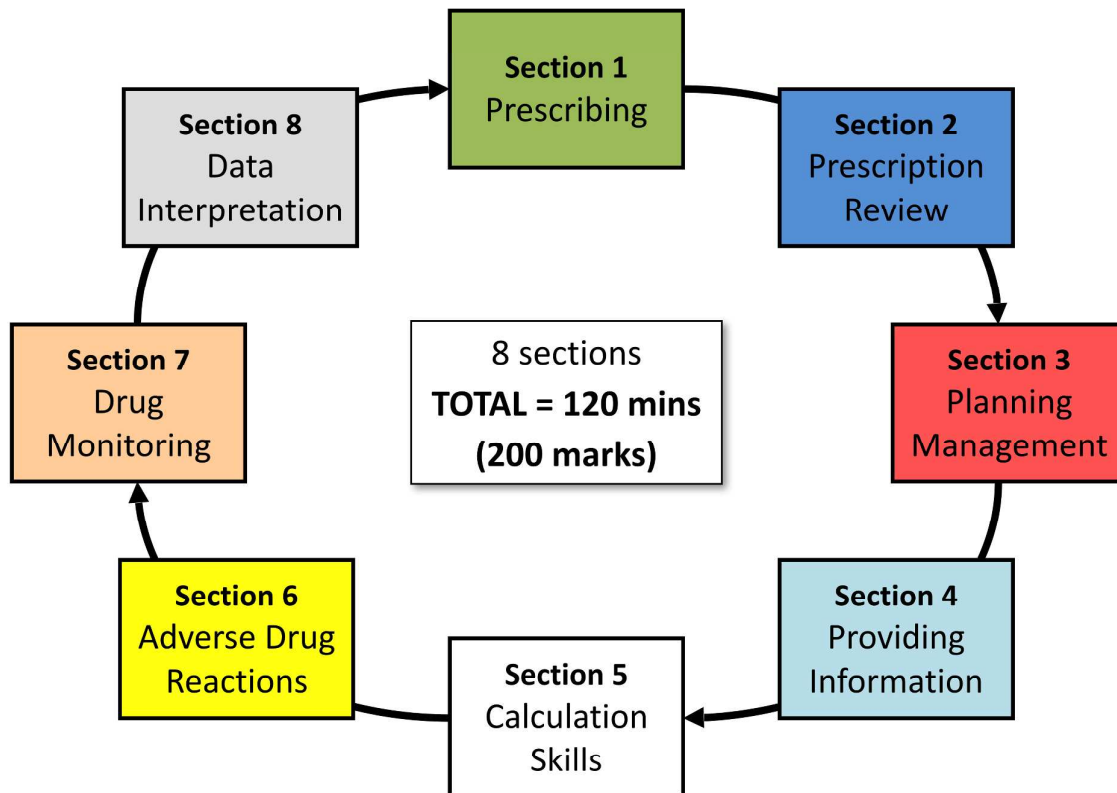 Section 1
Prescribing
Section 2
Prescription
Review
Section 3
Planning
Management
Section 4
Providing
Information
Section 5
Calculation
Skills
Section 6
Adverse Drug
Reactions
Section 7
Drug
Monitoring
Section 8
Data
Interpretation
8 sections
TOTAL = 120 mins
(200 marks)